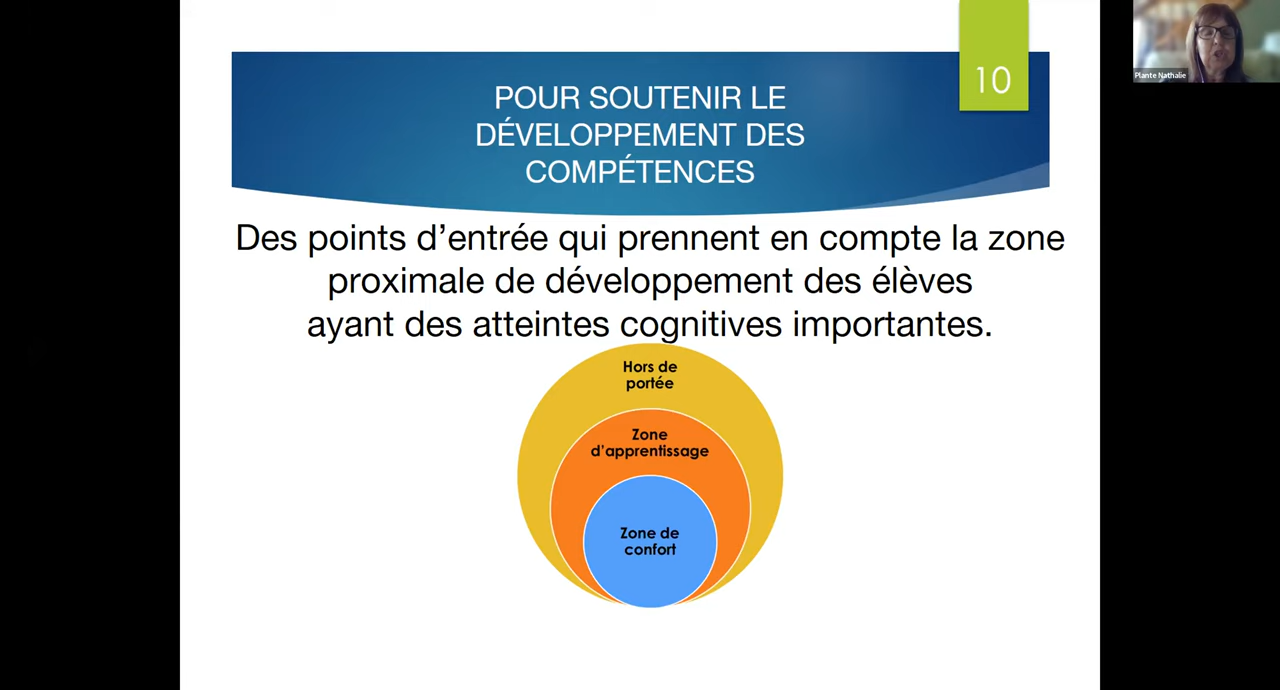 10
Plante Nathalie
POUR SOUTENIR LE
DÉVELOPPEMENT DES
COMPÉTENCES
Des points d’entrée qui prennent en compte la zone
proximale de développement des élèves
ayant des atteintes cognitives importantes.
Hors de
portée
Zone
d’apprentissage
Zone de
confort